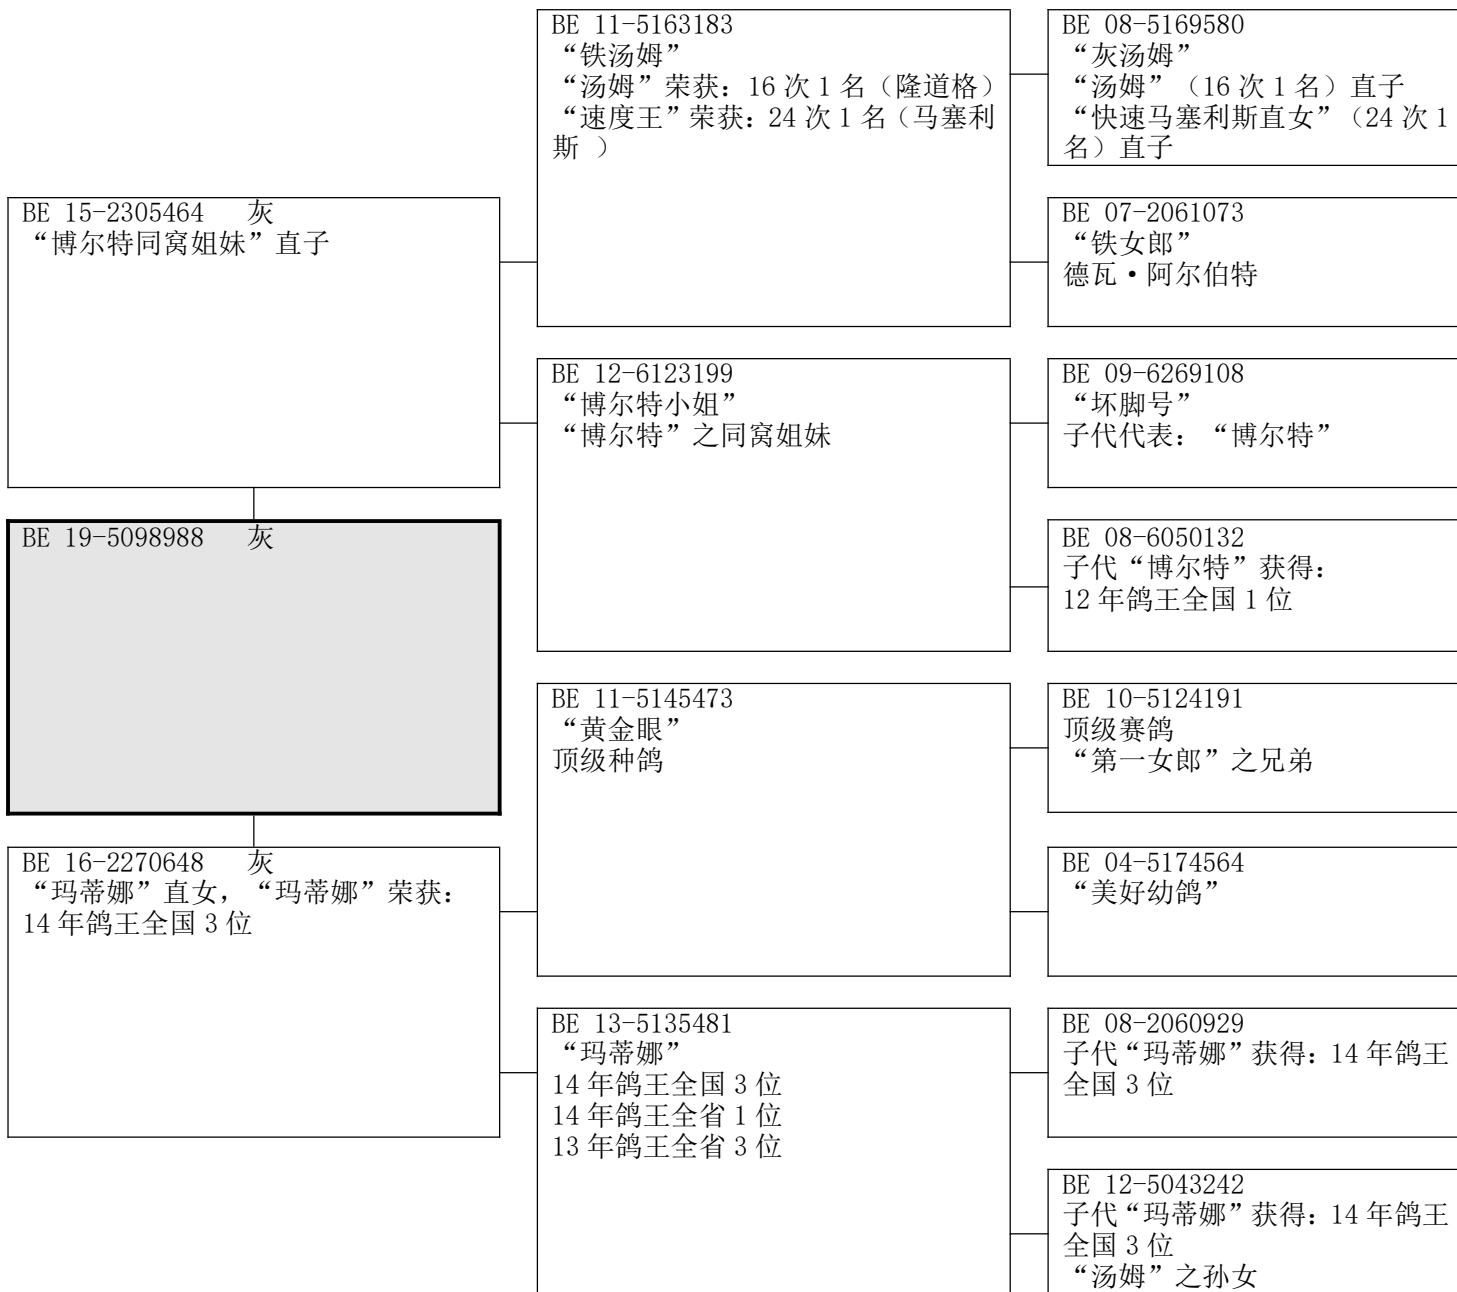 BE 11-5163183
“铁汤姆”
“汤姆”荣获：16 次 1 名（隆道格）
“速度王”荣获：24 次 1 名（马塞利
斯 ）
BE 08-5169580
“灰汤姆”
“汤姆”（16 次 1 名）直子
“快速马塞利斯直女”（24 次 1
名）直子
BE 15-2305464 灰
“博尔特同窝姐妹”直子
BE 07-2061073
“铁女郎”
德瓦·阿尔伯特
BE 12-6123199
“博尔特小姐”
“博尔特”之同窝姐妹
BE 09-6269108
“坏脚号”
子代代表：“博尔特”
BE 19-5098988 灰
BE 08-6050132
子代“博尔特”获得：
12 年鸽王全国 1 位
BE 11-5145473
“黄金眼”
顶级种鸽
BE 10-5124191
顶级赛鸽
“第一女郎”之兄弟
BE 16-2270648 灰
“玛蒂娜”直女，“玛蒂娜”荣获：
14 年鸽王全国 3 位
BE 04-5174564
“美好幼鸽”
BE 13-5135481
“玛蒂娜”
14 年鸽王全国 3 位
14 年鸽王全省 1 位
13 年鸽王全省 3 位
BE 08-2060929
子代“玛蒂娜”获得：14 年鸽王
全国 3 位
BE 12-5043242
子代“玛蒂娜”获得：14 年鸽王
全国 3 位
“汤姆”之孙女